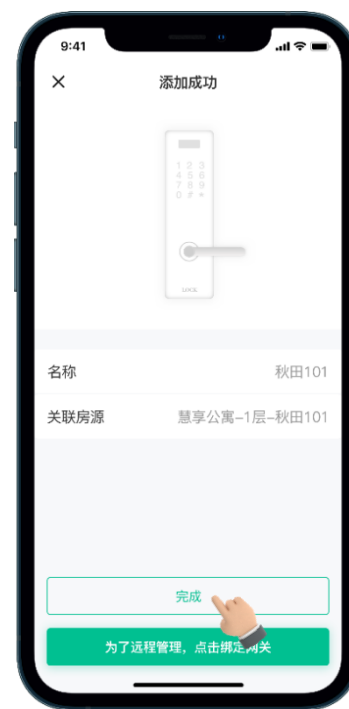 9:41
添加成功
1 2 3
4 5 6
7 8 9
0 #
名称 秋田101
关联房源 慧享公寓-1层-秋田101
完成
为了远程管理，点击绑定网关